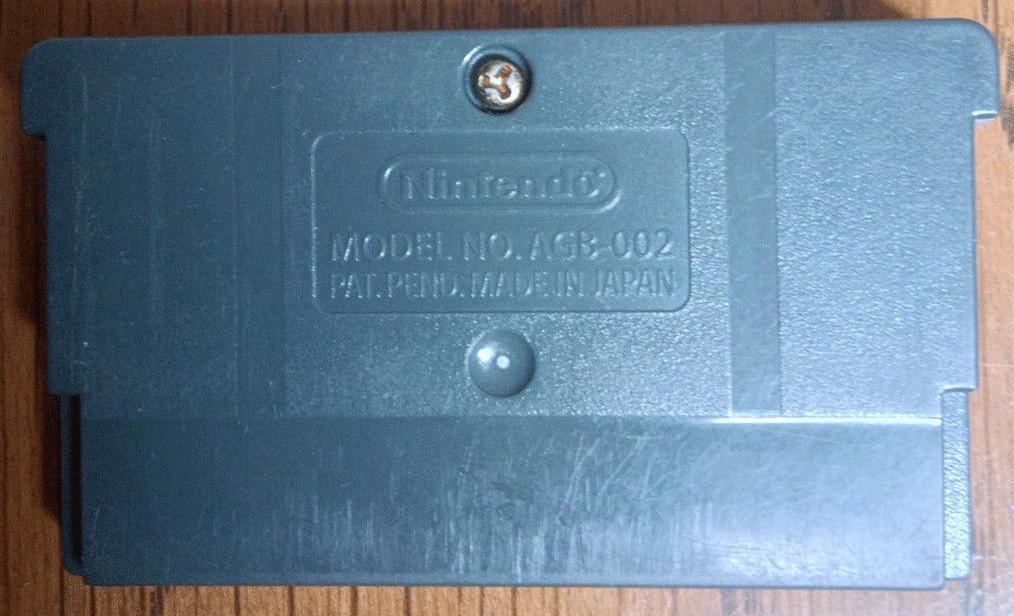 Nintendo®
MODEL NO. AGB-002
PAT. PEND. MADE IN JAPAN